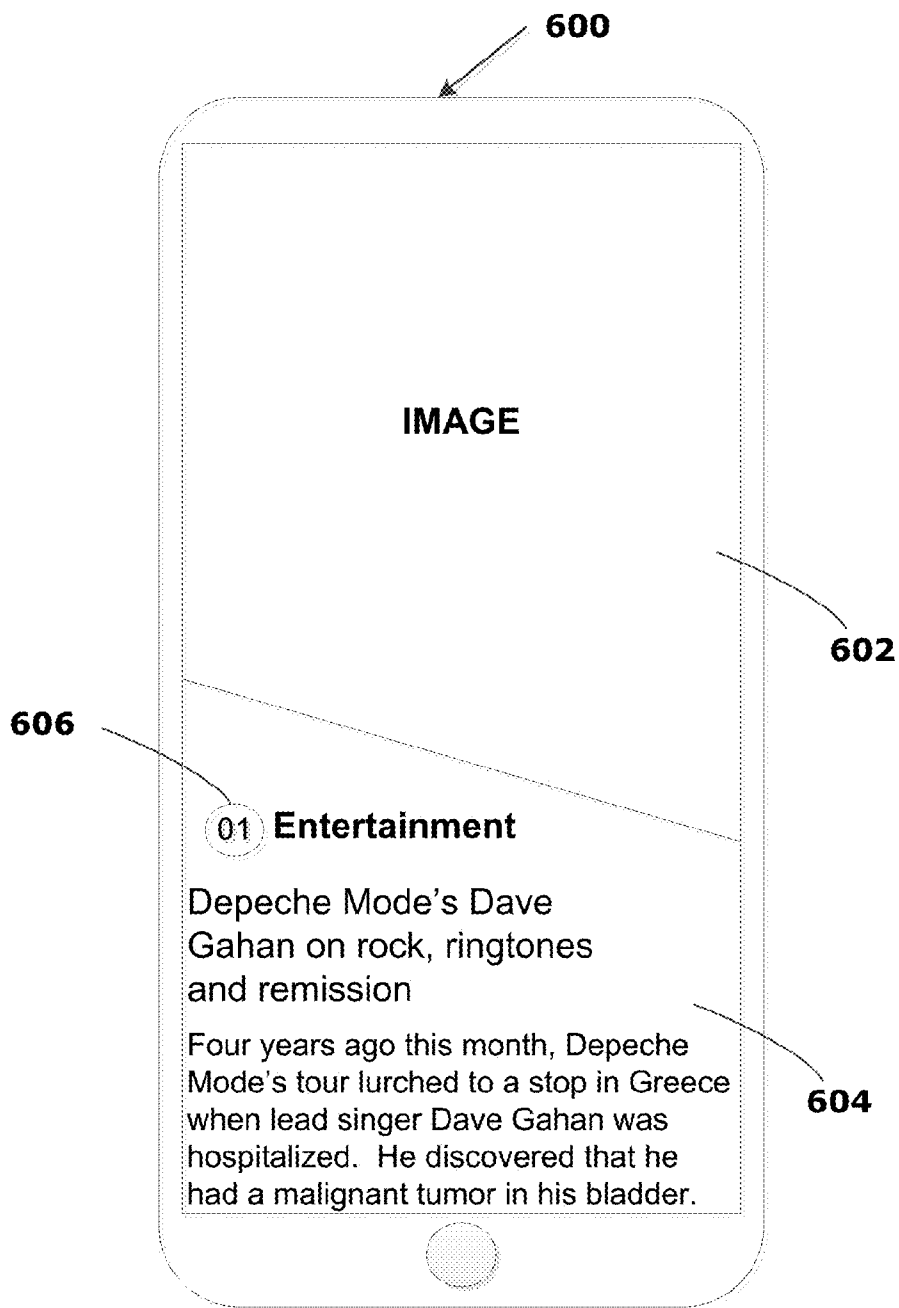 600
IMAGE
602
606
01 Entertainment
Depeche Mode’s Dave
Gahan on rock, ringtones
and remission
Four years ago this month, Depeche
Mode’s tour lurched to a stop in Greece
when lead singer Dave Gahan was
hospitalized.  He discovered that he
had a malignant tumor in his bladder.
604